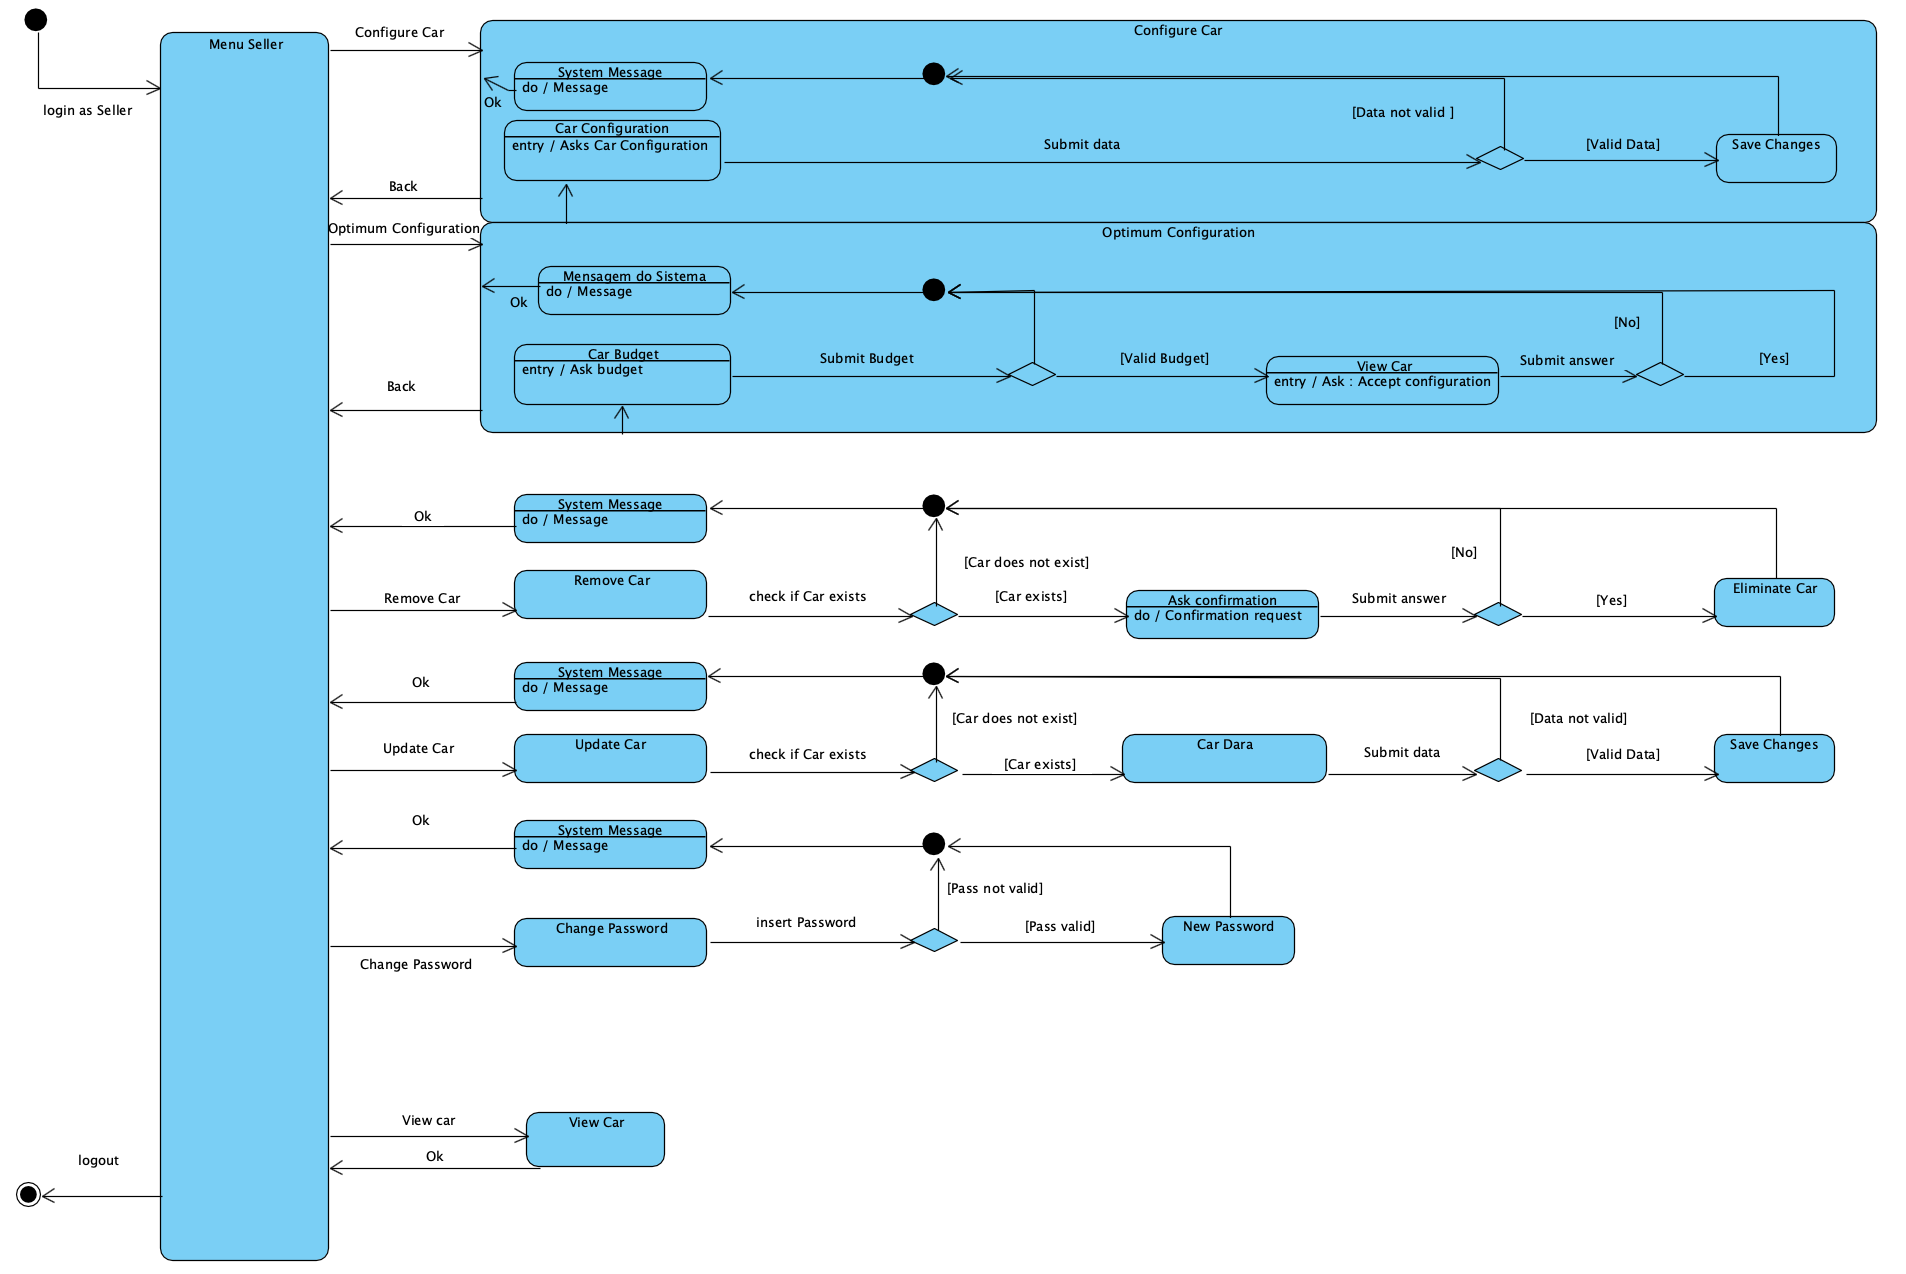 login as Seller
Menu Seller
Configure Car
Configure Car
System Message
do / Message
Ok
Car Configuration
entry / Asks Car Configuration
Submit data
[Data not valid ]
[Valid Data]
Save Changes
Back
Optimum Configuration
Optimum Configuration
Mensagem do Sistema
do / Message
Ok
Car Budget
entry / Ask budget
Submit Budget
[Valid Budget]
View Car
entry / Ask : Accept configuration
Submit answer
[No]
[Yes]
Back
System Message
do / Message
Ok
Remove Car
Remove Car
check if Car exists
[Car does not exist]
[Car exists]
Ask confirmation
do / Confirmation request
Submit answer
[No]
[Yes]
Eliminate Car
System Message
do / Message
Ok
Update Car
Update Car
check if Car exists
[Car does not exist]
[Car exists]
Car Dara
Submit data
[Data not valid]
[Valid Data]
Save Changes
Ok
System Message
do / Message
Change Password
Change Password
insert Password
[Pass not valid]
[Pass valid]
New Password
View car
View Car
Ok
logout